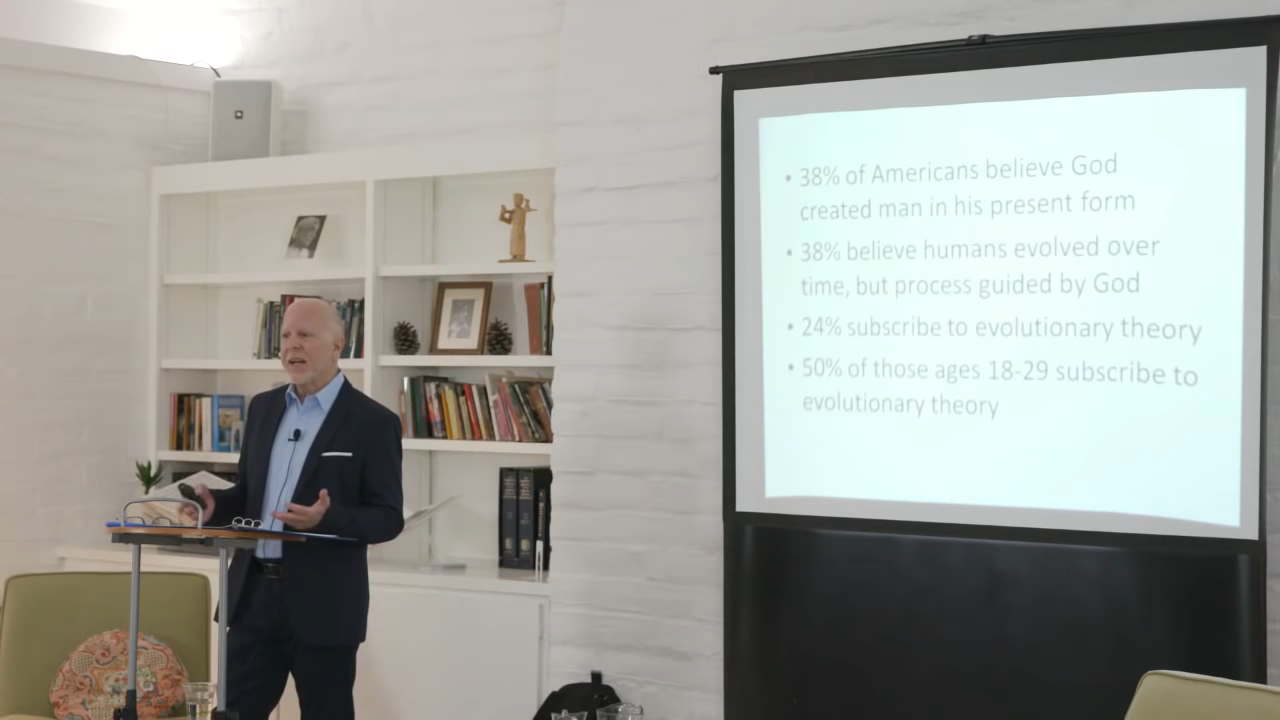 • 38% of Americans believe God
created man in his present form
• 38% believe humans evolved over
time, but process guided by God
• 24% subscribe to evolutionary theory
• 50% of those ages 18-29 subscribe to
evolutionary theory